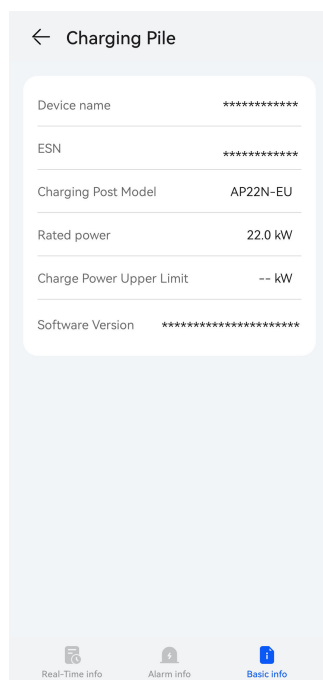 Charging Pile
Device name ************
ESN ************
Charging Post Model AP22N-EU
Rated power 22.0 kW
Charge Power Upper Limit -- kW
Software Version **********************
Real-Time info Alarm info Basic info